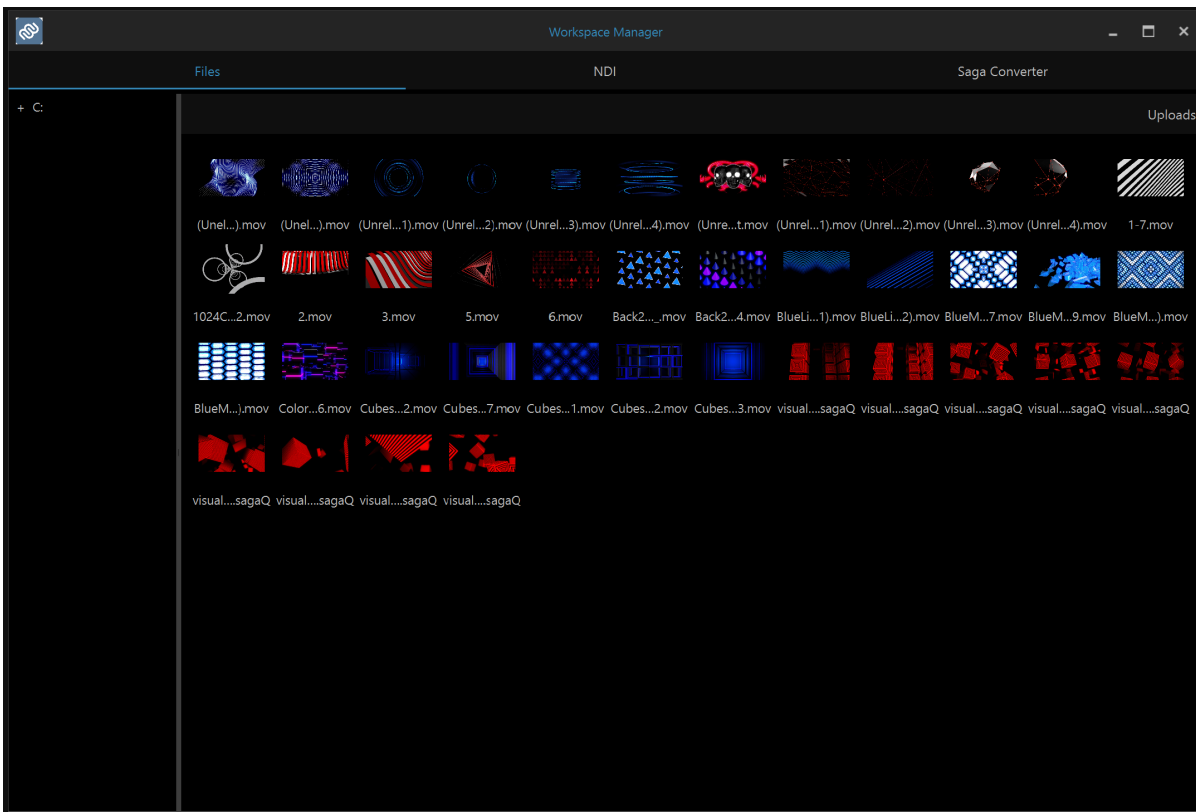 Workspace Manager
Files NDI Saga Converter
+ C:
Uploads
(Unel...).mov (Unel...).mov (Unrel...1).mov (Unrel...2).mov (Unrel...3).mov (Unrel...4).mov (Unre...t.mov (Unrel...1).mov (Unrel...2).mov (Unrel...3).mov (Unrel...4).mov 1-7.mov
1024C...2.mov 2.mov 3.mov 5.mov 6.mov Back2..._.mov Back2...4.mov BlueLi...1).mov BlueLi...2).mov BlueM...7.mov BlueM...9.mov BlueM...).mov
BlueM...).mov Color...6.mov Cubes...2.mov Cubes...7.mov Cubes...1.mov Cubes...2.mov Cubes...3.mov visual....sagaQ visual....sagaQ visual....sagaQ visual....sagaQ visual....sagaQ
visual....sagaQ visual....sagaQ visual....sagaQ visual....sagaQ